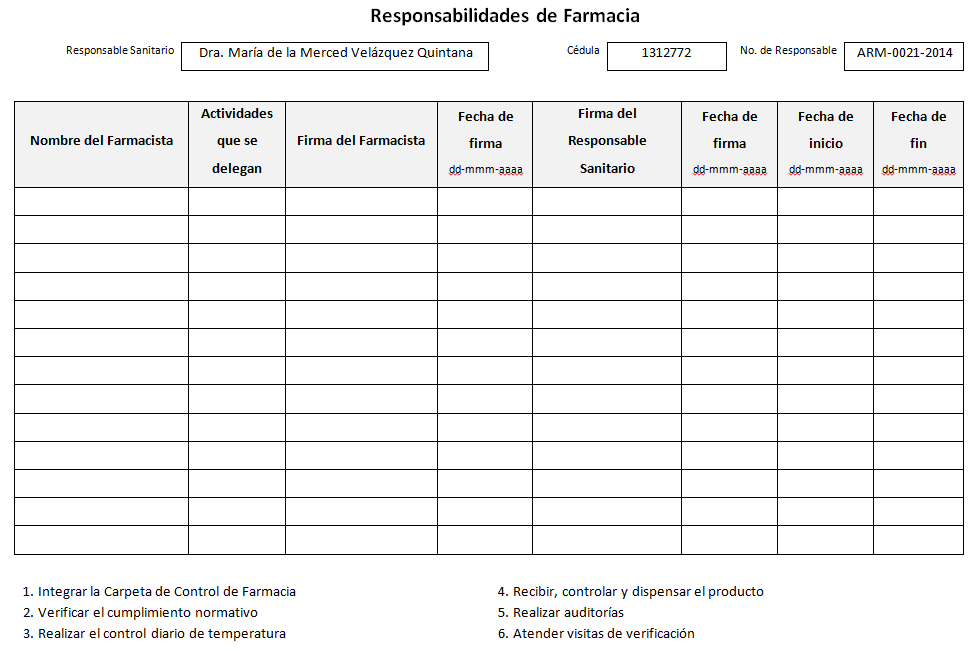 Responsabilidades de Farmacia
Responsable Sanitario Dra. María de la Merced Velázquez Quintana Cédula 1312772 No. de Responsable ARM-0021-2014
Nombre del Farmacista
Actividades
que se
delegan
Firma del Farmacista
Fecha de
firma
dd-mmm-aaaa
Firma del
Responsable
Sanitario
Fecha de
firma
dd-mmm-aaaa
Fecha de
inicio
dd-mmm-aaaa
Fecha de
fin
dd-mmm-aaaa
1. Integrar la Carpeta de Control de Farmacia
2. Verificar el cumplimiento normativo
3. Realizar el control diario de temperatura
4. Recibir, controlar y dispensar el producto
5. Realizar auditorías
6. Atender visitas de verificación